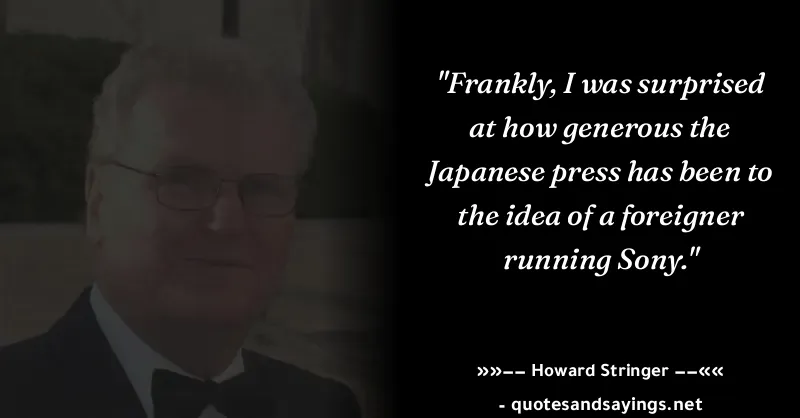 "Frankly, I was surprised
at how generous the
Japanese press has been to
the idea of a foreigner
running Sony."
»»−− Howard Stringer −−««
- quotesandsayings.net